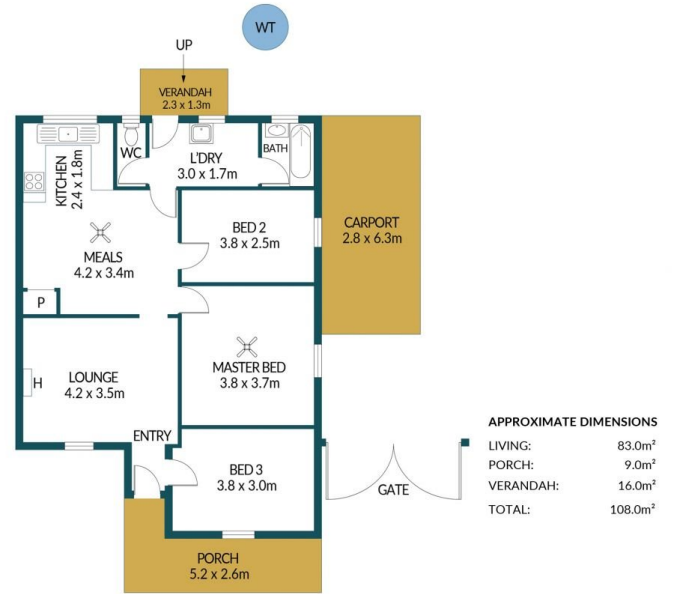 WT
UP
VERANDAH
2.3 x 1.3m
WC
L'DRY
3.0 x 1.7m
BATH
KITCHEN
2.4 x 1.8m
BED 2
3.8 x 2.5m
CARPORT
2.8 x 6.3m
MEALS
4.2 x 3.4m
P
MASTER BED
3.8 x 3.7m
H
LOUNGE
4.2 x 3.5m
ENTRY
BED 3
3.8 x 3.0m
GATE
PORCH
5.2 x 2.6m
APPROXIMATE DIMENSIONS
LIVING: 83.0m²
PORCH: 9.0m²
VERANDAH: 16.0m²
TOTAL: 108.0m²